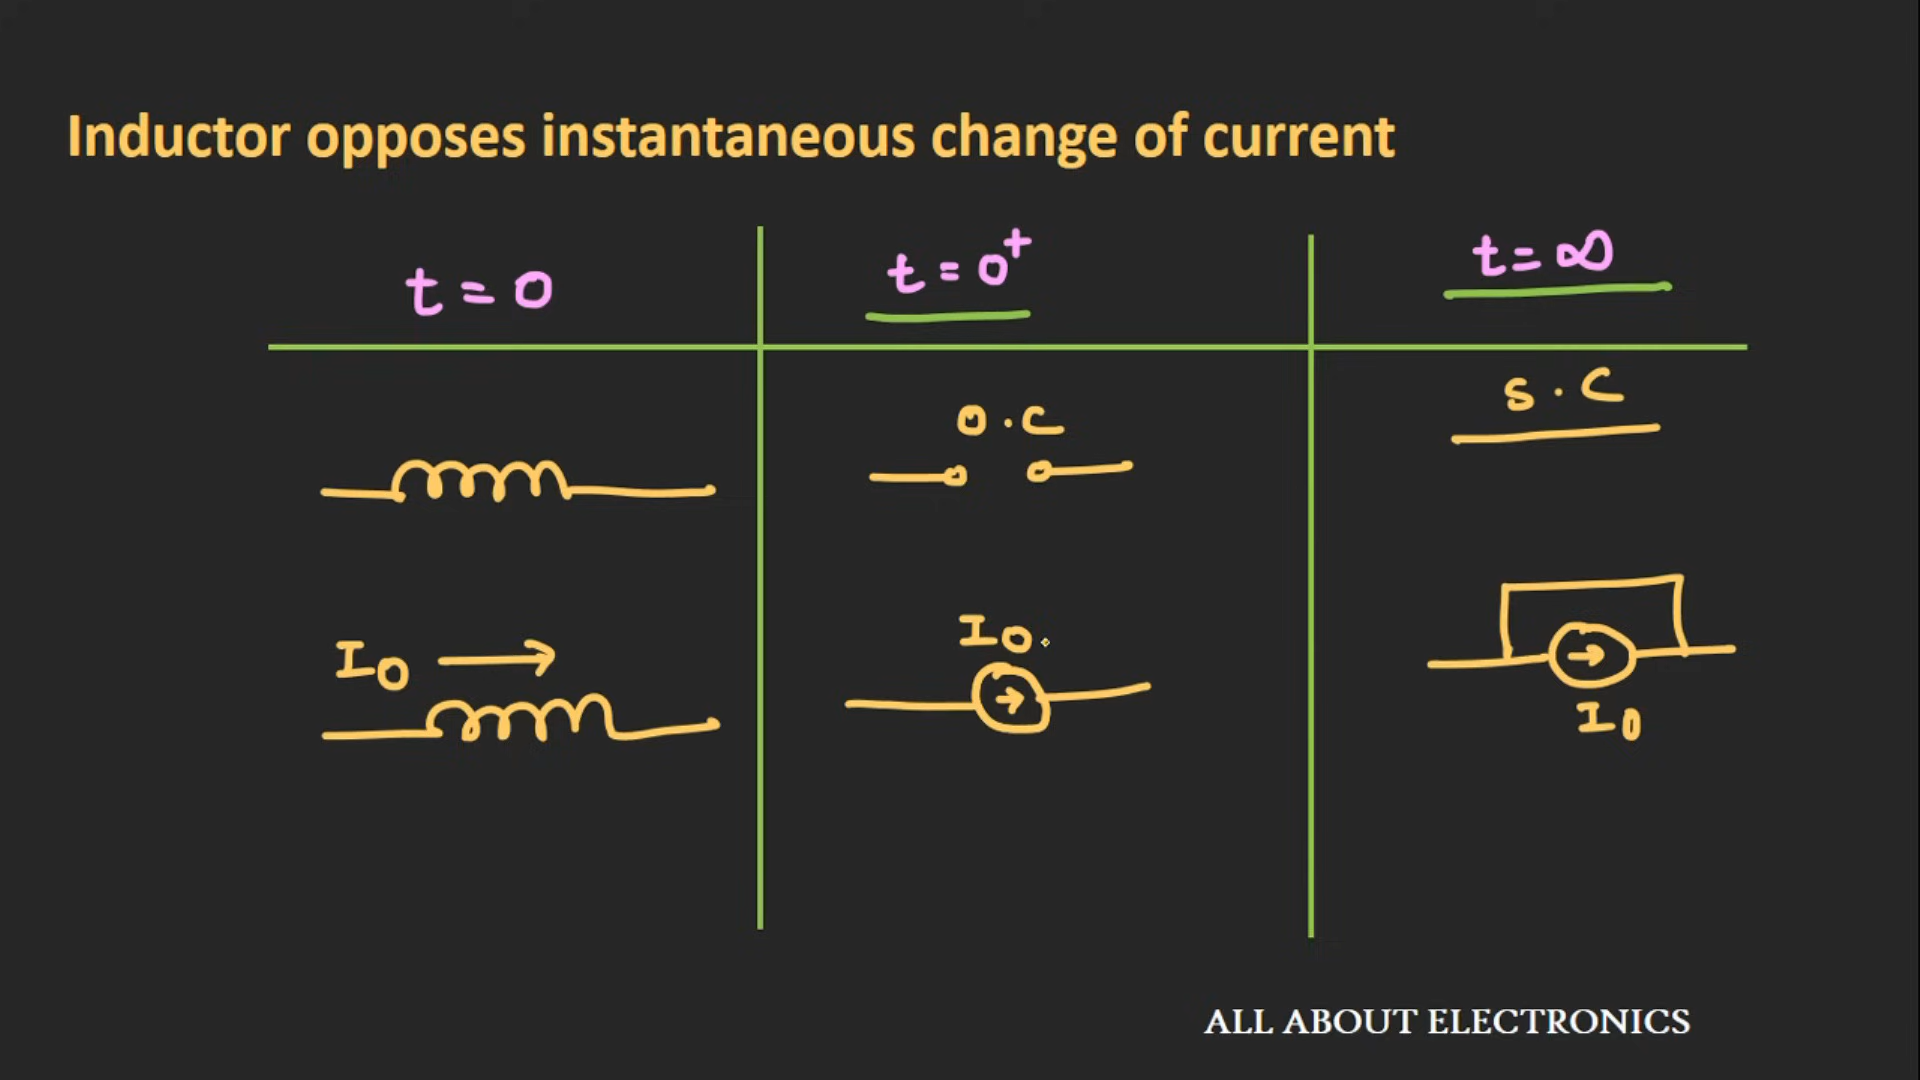 Inductor opposes instantaneous change of current
t = 0
t = 0⁺
t = ∞
O.C
S.C
I₀
I₀
I₀
ALL ABOUT ELECTRONICS